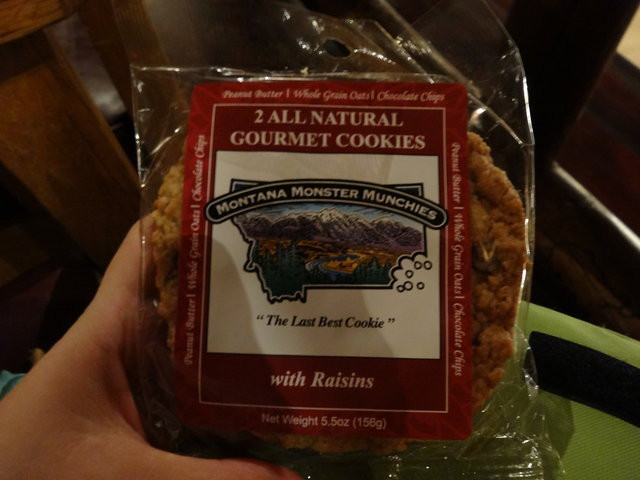 Peanut Butter | Whole Grain Oats | Chocolate Chips
2 ALL NATURAL
GOURMET COOKIES
MONTANA MONSTER MUNCHIES
"The Last Best Cookie"
with Raisins
Net Weight 5.5oz (156g)
Peanut Butter | Whole Grain Oats | Chocolate Chips
Peanut Butter | Whole Grain Oats | Chocolate Chips